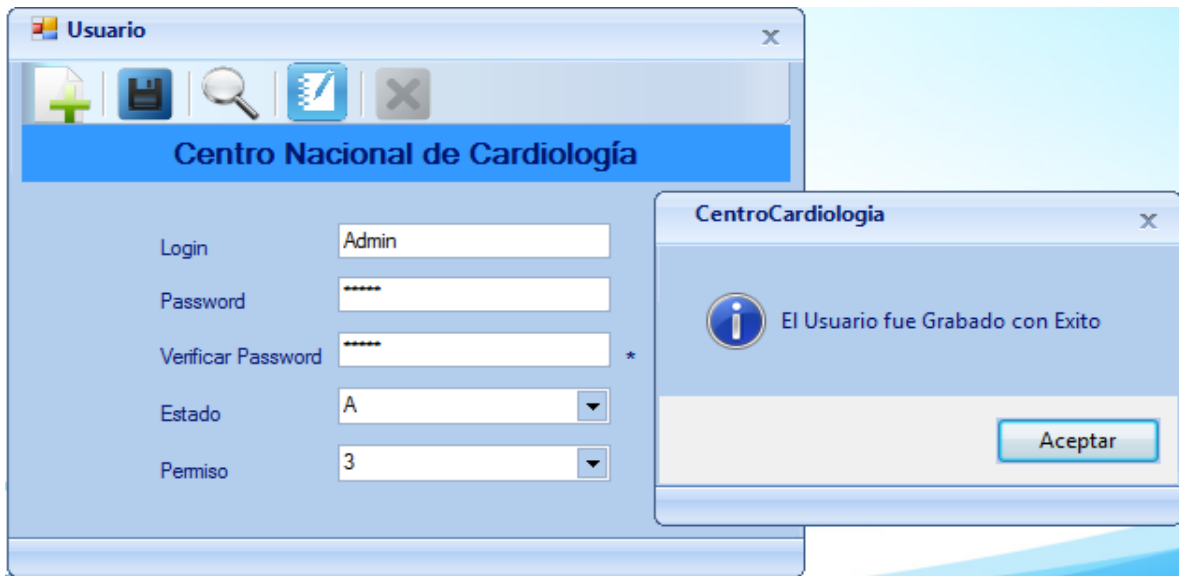 Usuario
Centro Nacional de Cardiología
Login
Admin
Password
*****
Verificar Password
*****
*
Estado
A
Permiso
3
CentroCardiologia
El Usuario fue Grabado con Exito
Aceptar